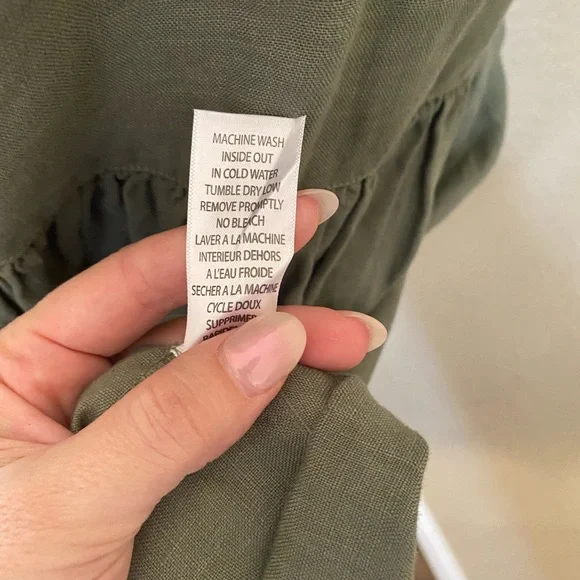 MACHINE WASH
INSIDE OUT
IN COLD WATER
TUMBLE DRY LOW
REMOVE PROMPTLY
NO BLEACH
LAVER A LA MACHINE
INTERIEUR DEHORS
A L'EAU FROIDE
SECHER A LA MACHINE
CYCLE DOUX